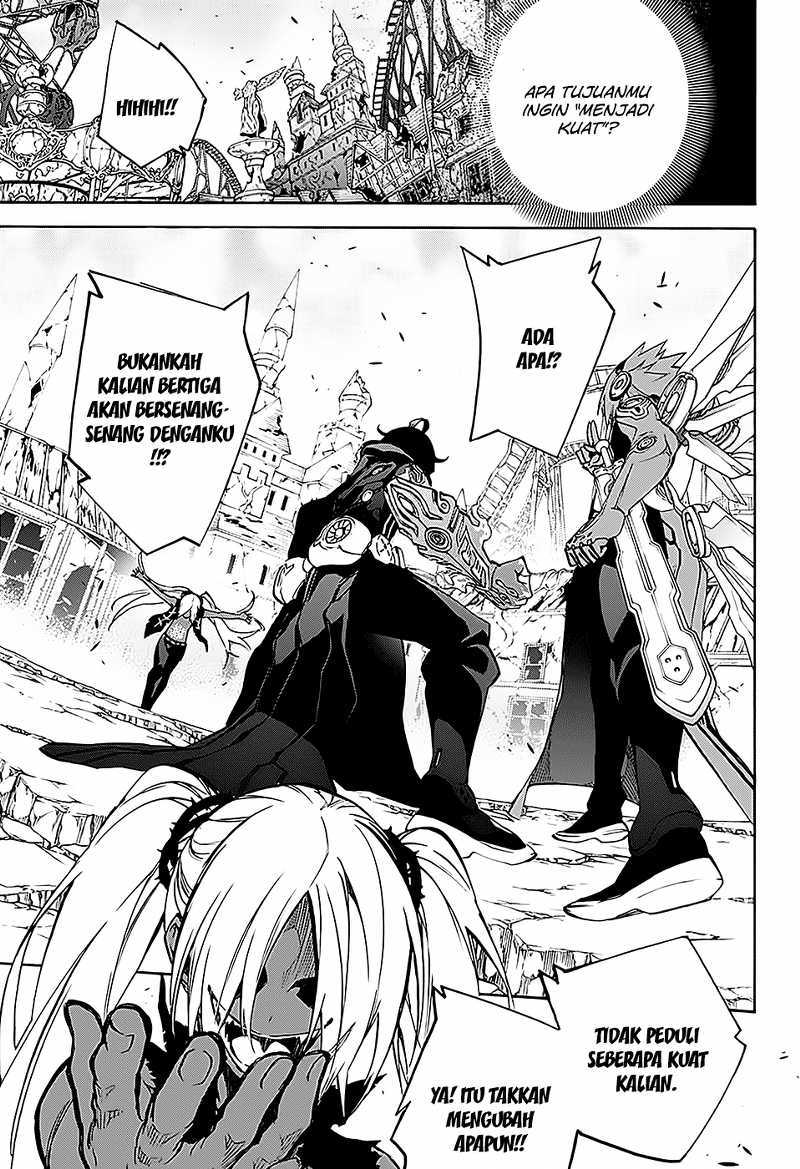 APA TUJUANMU
INGIN "MENJADI
KUAT"?
HIHIHI!!
ADA
APA!?
BUKANKAH
KALIAN BERTIGA
AKAN BERSENANG-
SENANG DENGANKU
!!?
TIDAK PEDULI
SEBERAPA KUAT
KALIAN.
YA! ITU TAKKAN
MENGUBAH
APAPUN!!